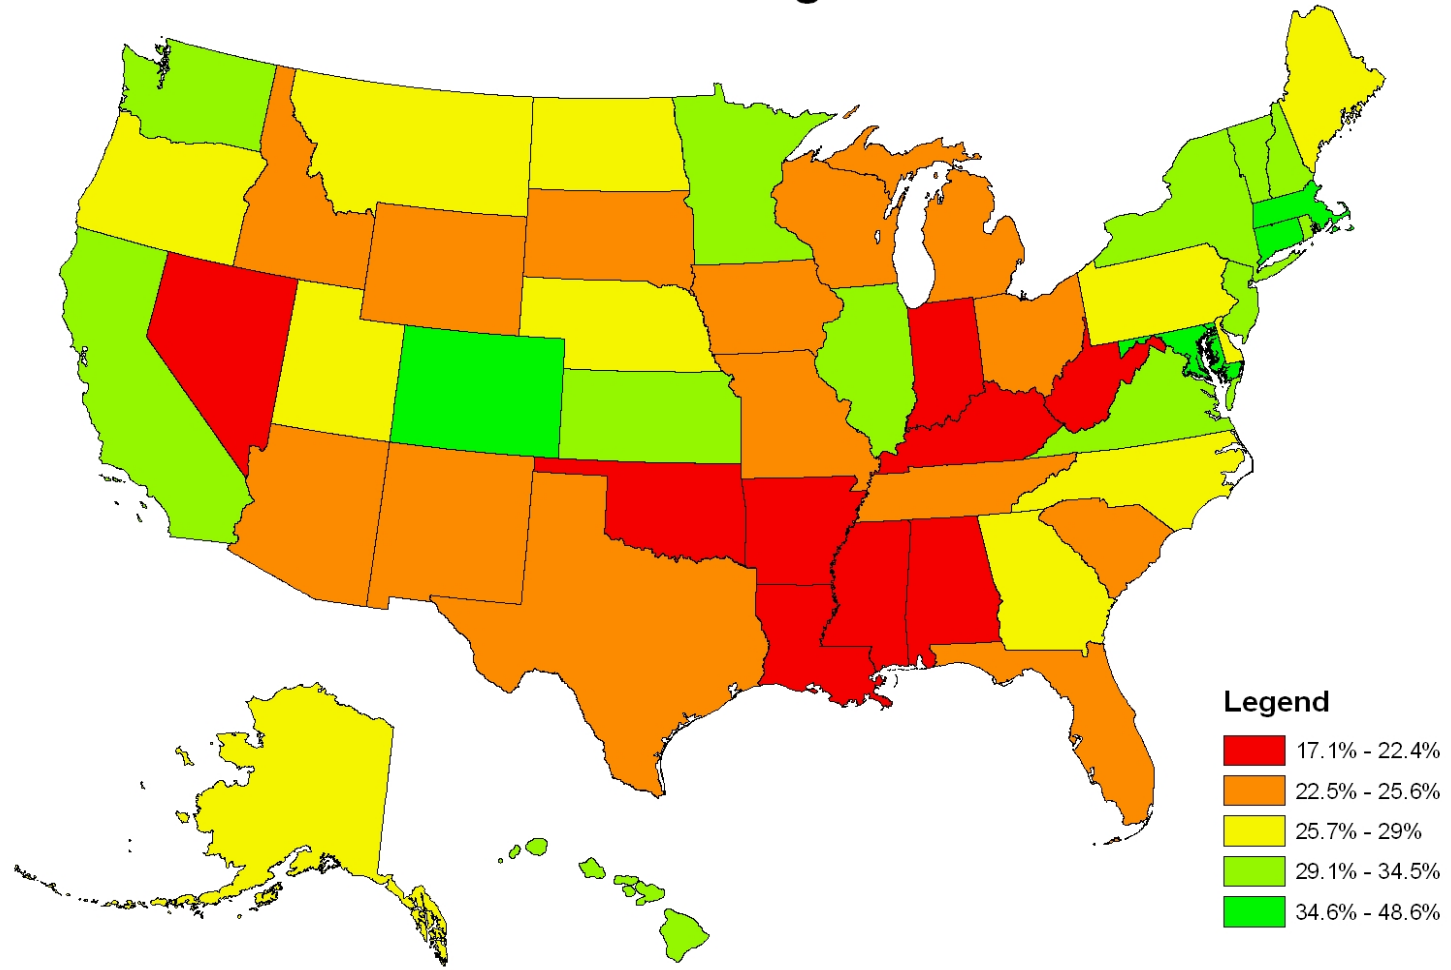 Legend
17.1% - 22.4%
22.5% - 25.6%
25.7% - 29%
29.1% - 34.5%
34.6% - 48.6%